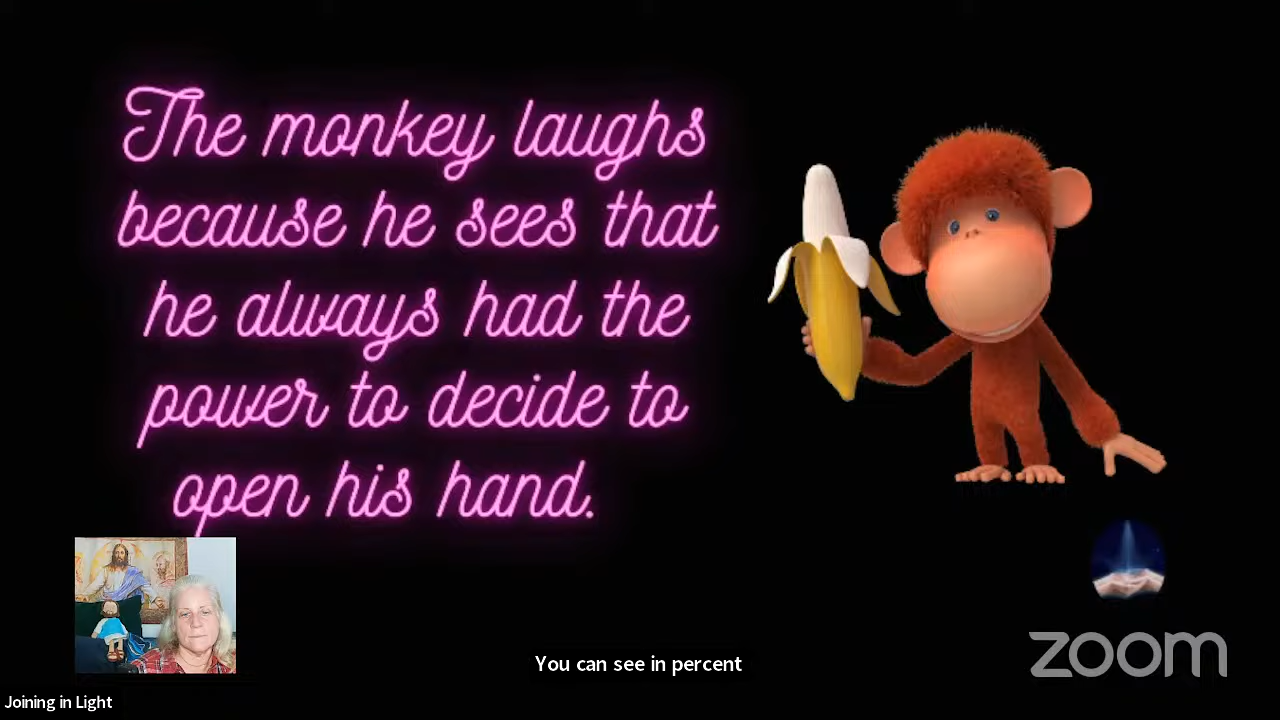 The monkey laughs
because he sees that
he always had the
power to decide to
open his hand.
You can see in percent
zoom
Joining in Light